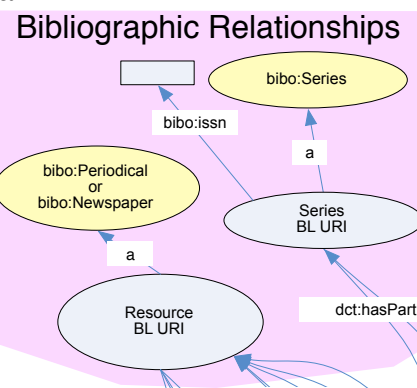 Bibliographic Relationships
bibo:Series
bibo:issn
a
bibo:Periodical
or
bibo:Newspaper
Series
BL URI
a
Resource
BL URI
dct:hasPart